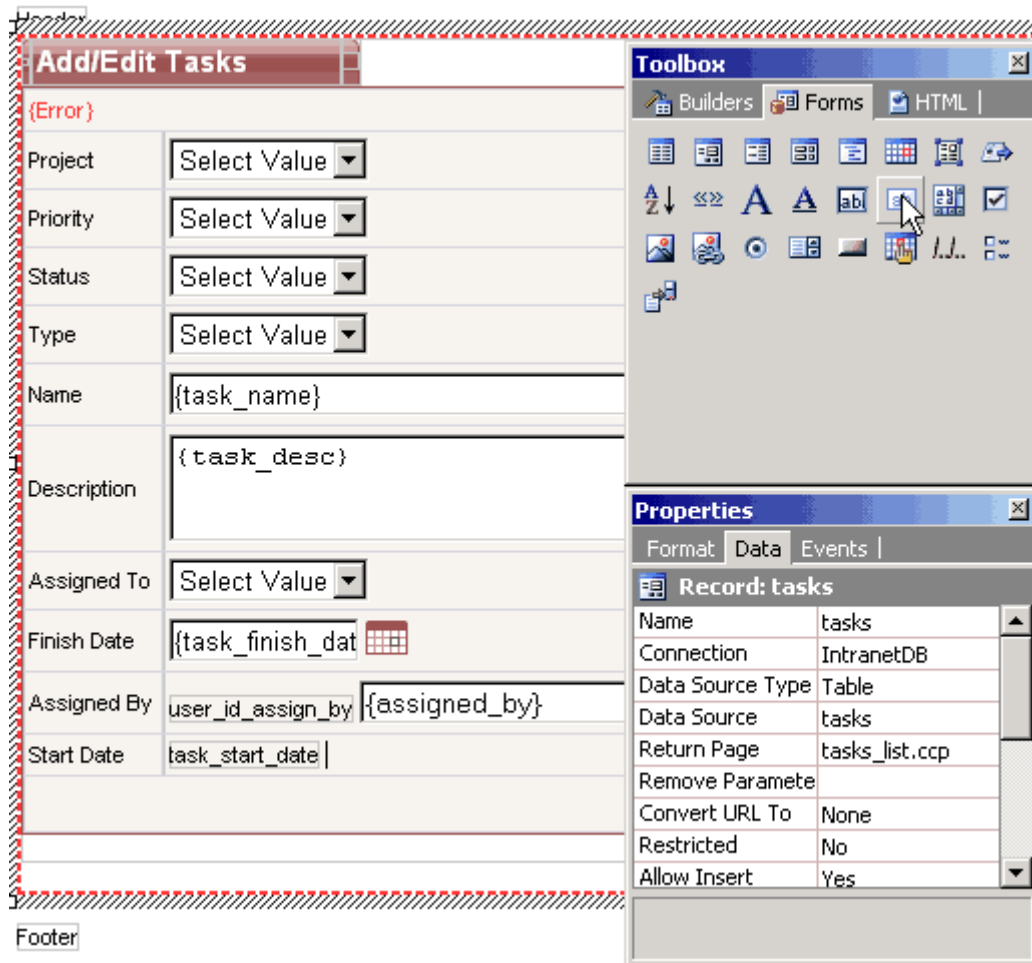 Header
Add/Edit Tasks
{Error}
Project Select Value
Priority Select Value
Status Select Value
Type Select Value
Name {task_name}
Description {task_desc}
Assigned To Select Value
Finish Date {task_finish_dat
Assigned By user_id_assign_by {assigned_by}
Start Date task_start_date
Footer
Toolbox
Builders Forms HTML
Properties
Format Data Events
Record: tasks
Name tasks
Connection IntranetDB
Data Source Type Table
Data Source tasks
Return Page tasks_list.ccp
Remove Paramete
Convert URL To None
Restricted No
Allow Insert Yes